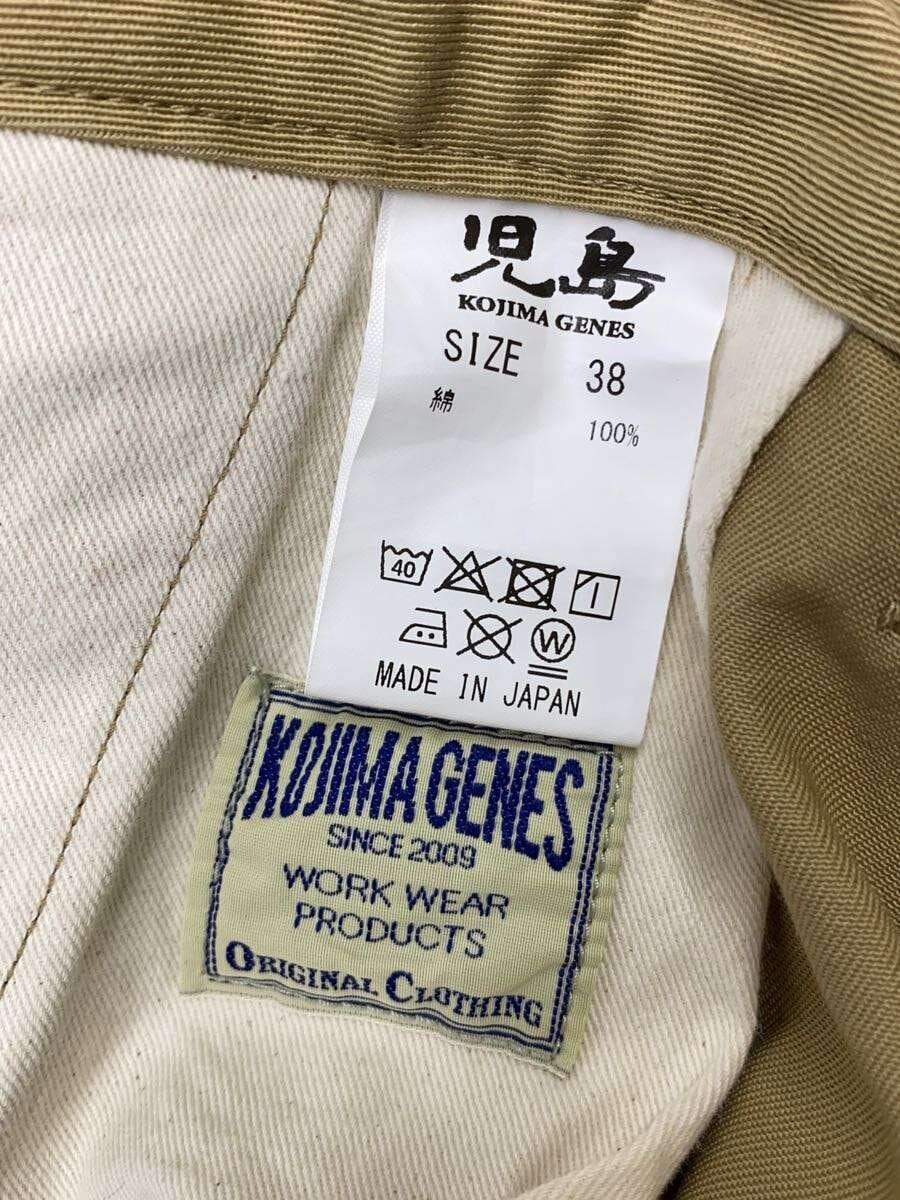 児島
KOJIMA GENES
SIZE 38
綿 100%
40
W
MADE IN JAPAN
KOJIMA GENES
SINCE 2009
WORK WEAR
PRODUCTS
ORIGINAL CLOTHING